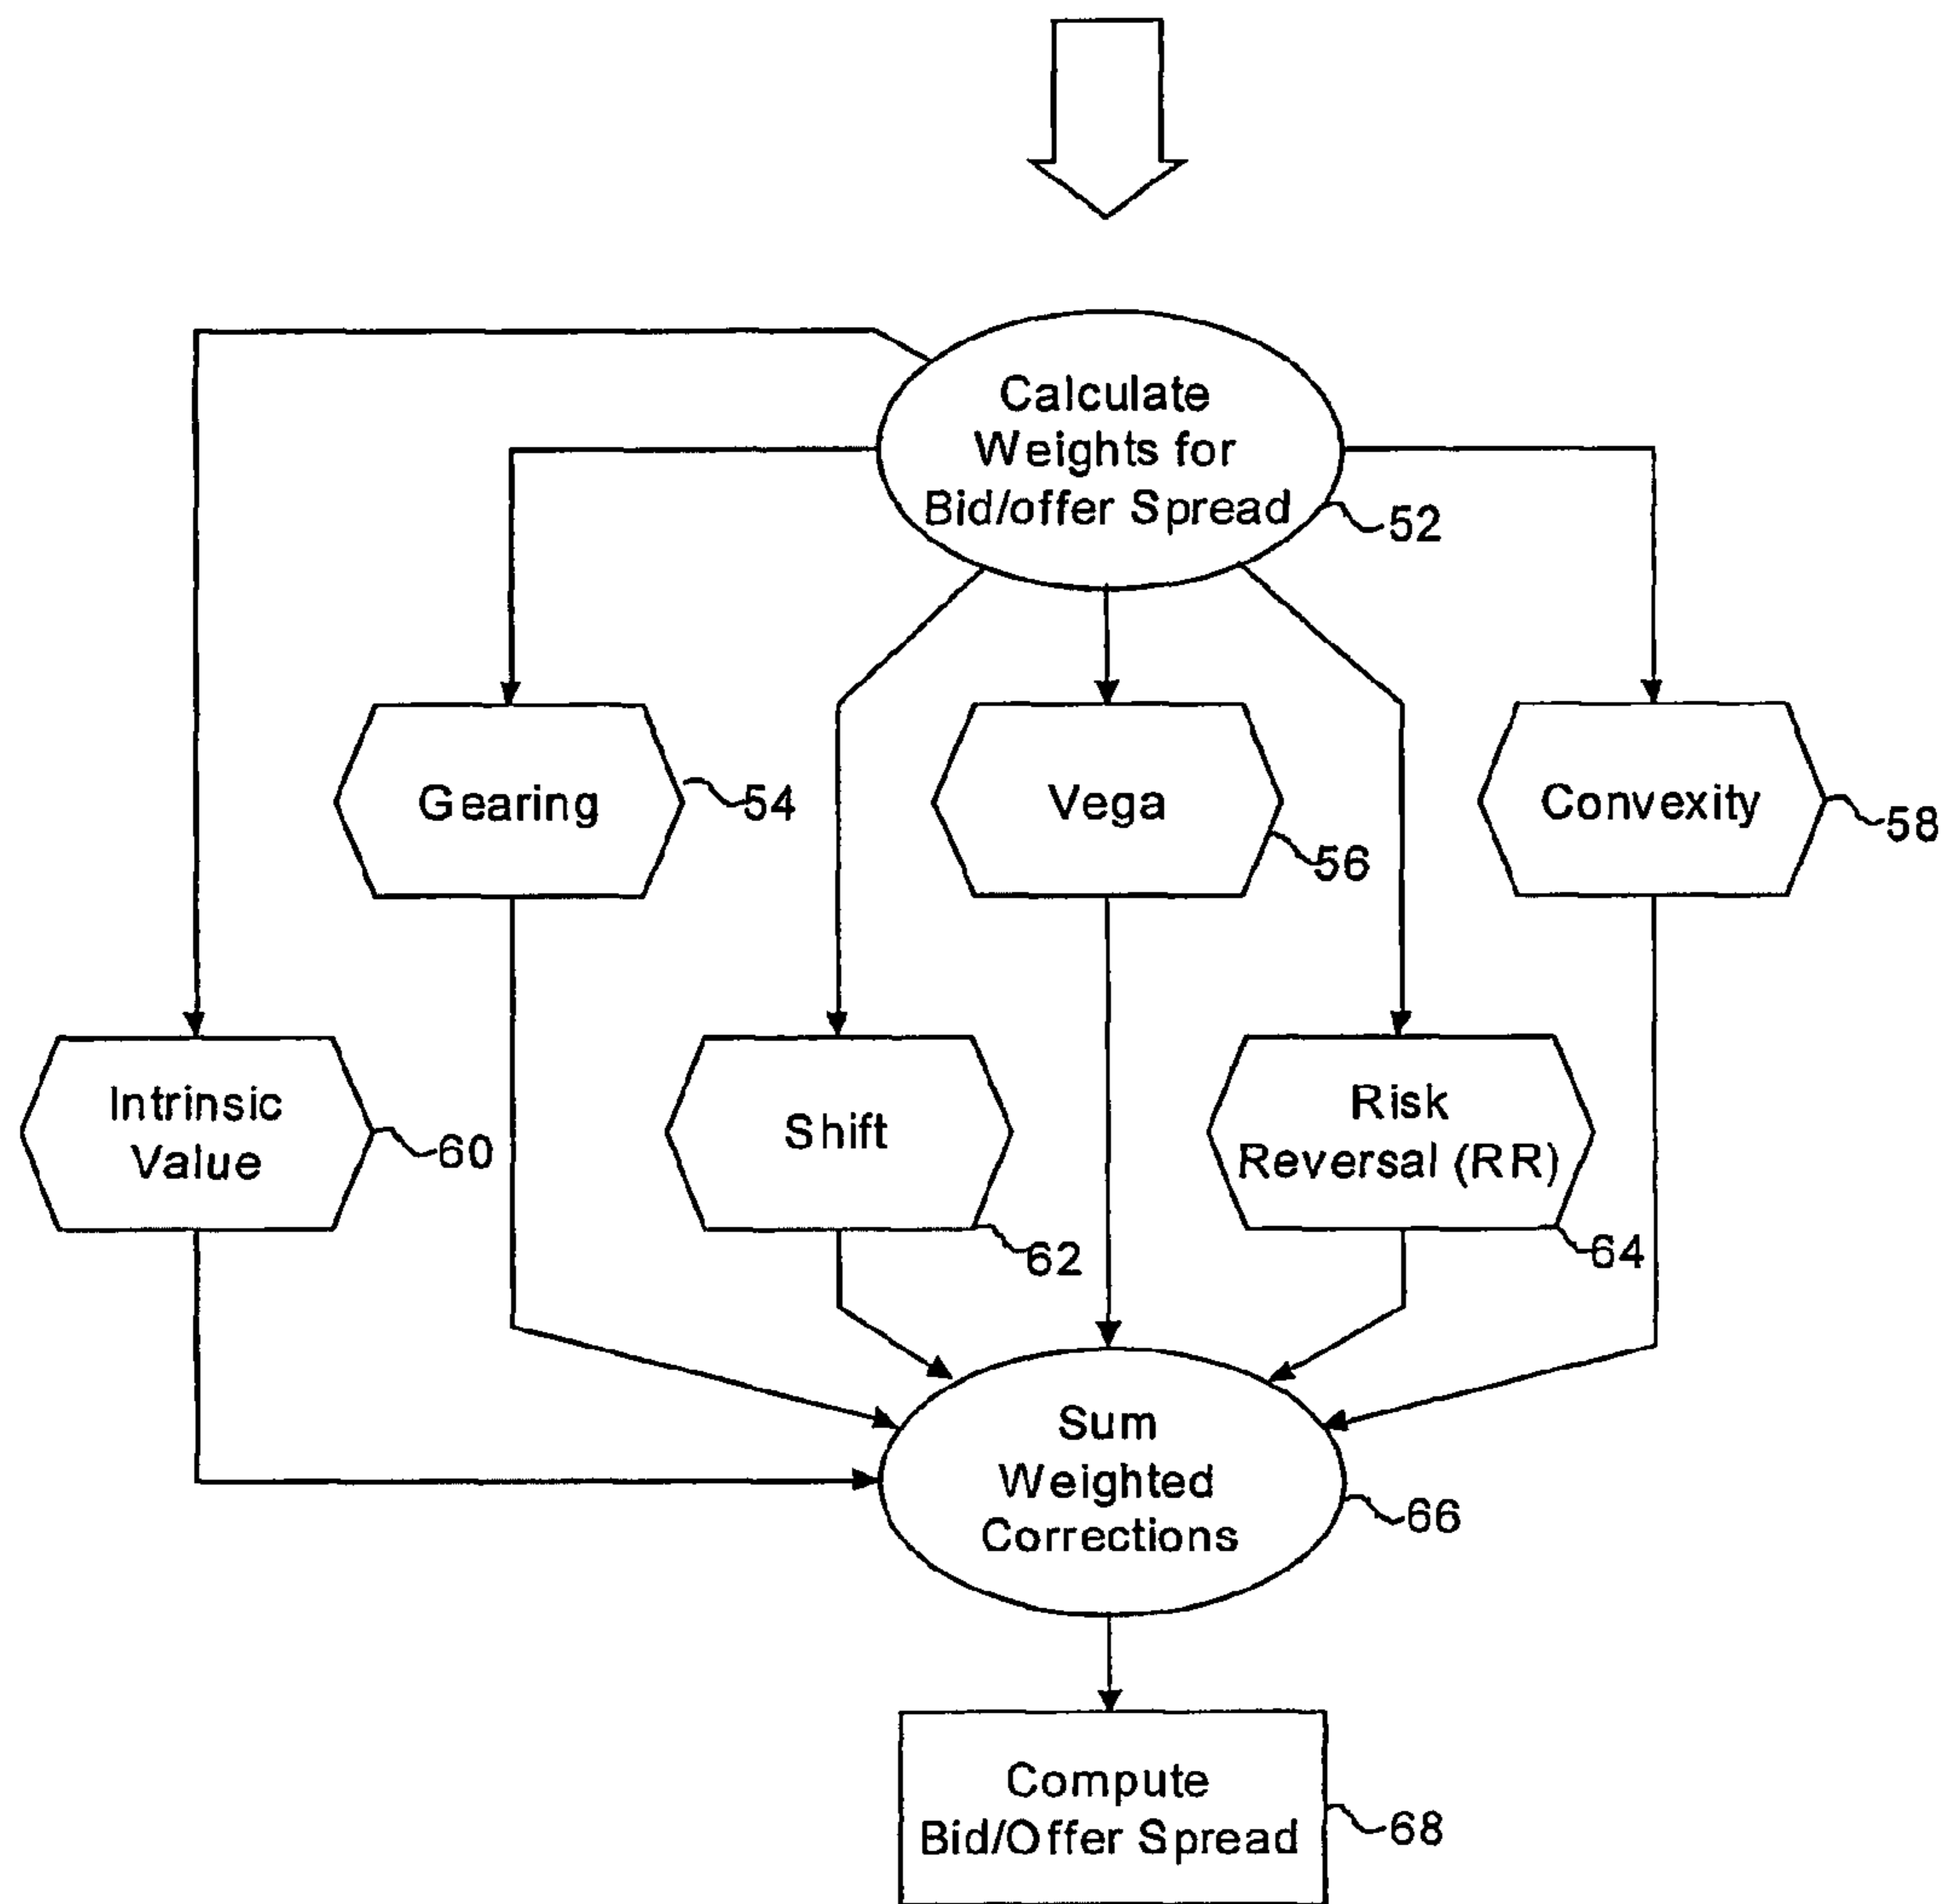 Calculate
Weights for
Bid/offer Spread
52
Gearing
54
Vega
56
Convexity
58
Intrinsic
Value
60
Shift
62
Risk
Reversal (RR)
64
Sum
Weighted
Corrections
66
Compute
Bid/Offer Spread
68